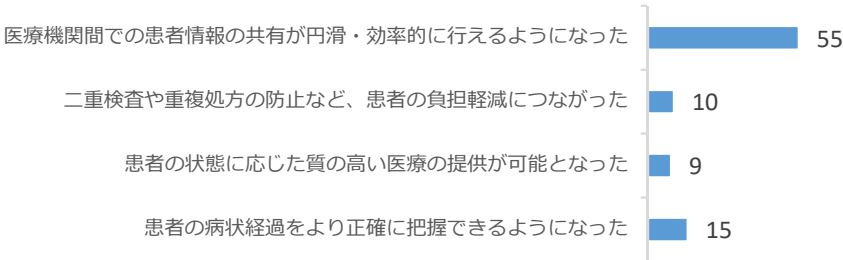 医療機関間での患者情報の共有が円滑・効率的に行えるようになった 55
二重検査や重複処方の防止など、患者の負担軽減につながった 10
患者の状態に応じた質の高い医療の提供が可能となった 9
患者の病状経過をより正確に把握できるようになった 15